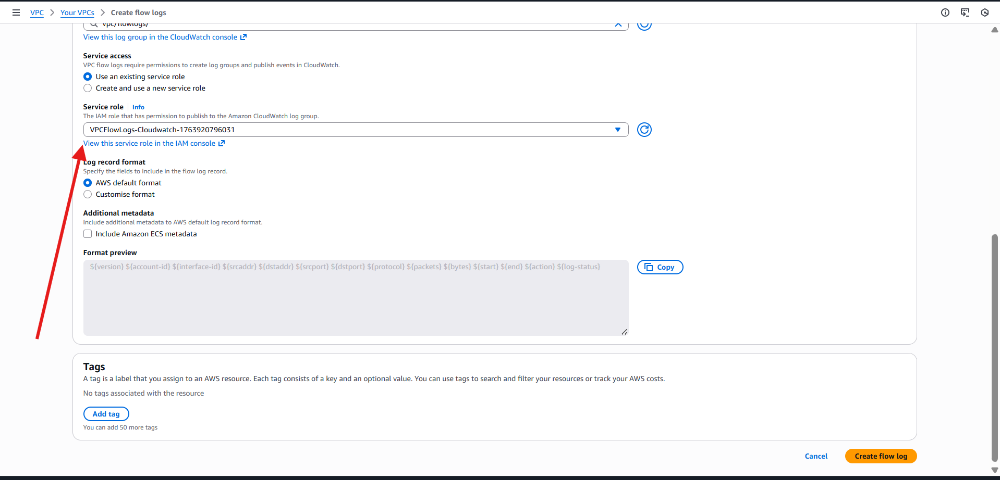 VPC > Your VPCs > Create flow logs
vpc/flowlogs/
View this log group in the CloudWatch console
Service access
VPC flow logs require permissions to create log groups and publish events in CloudWatch.
Use an existing service role
Create and use a new service role
Service role | Info
The IAM role that has permission to publish to the Amazon CloudWatch log group.
VPCFlowLogs-Cloudwatch-1763920796031
View this service role in the IAM console
Log record format
Specify the fields to include in the flow log record.
AWS default format
Customise format
Additional metadata
Include additional metadata to AWS default log record format.
Include Amazon ECS metadata
Format preview
${version} ${account-id} ${interface-id} ${srcaddr} ${dstaddr} ${srcport} ${dstport} ${protocol} ${packets} ${bytes} ${start} ${end} ${action} ${log-status}
Copy
Tags
A tag is a label that you assign to an AWS resource. Each tag consists of a key and an optional value. You can use tags to search and filter your resources or track your AWS costs.
No tags associated with the resource
Add tag
You can add 50 more tags
Cancel
Create flow log